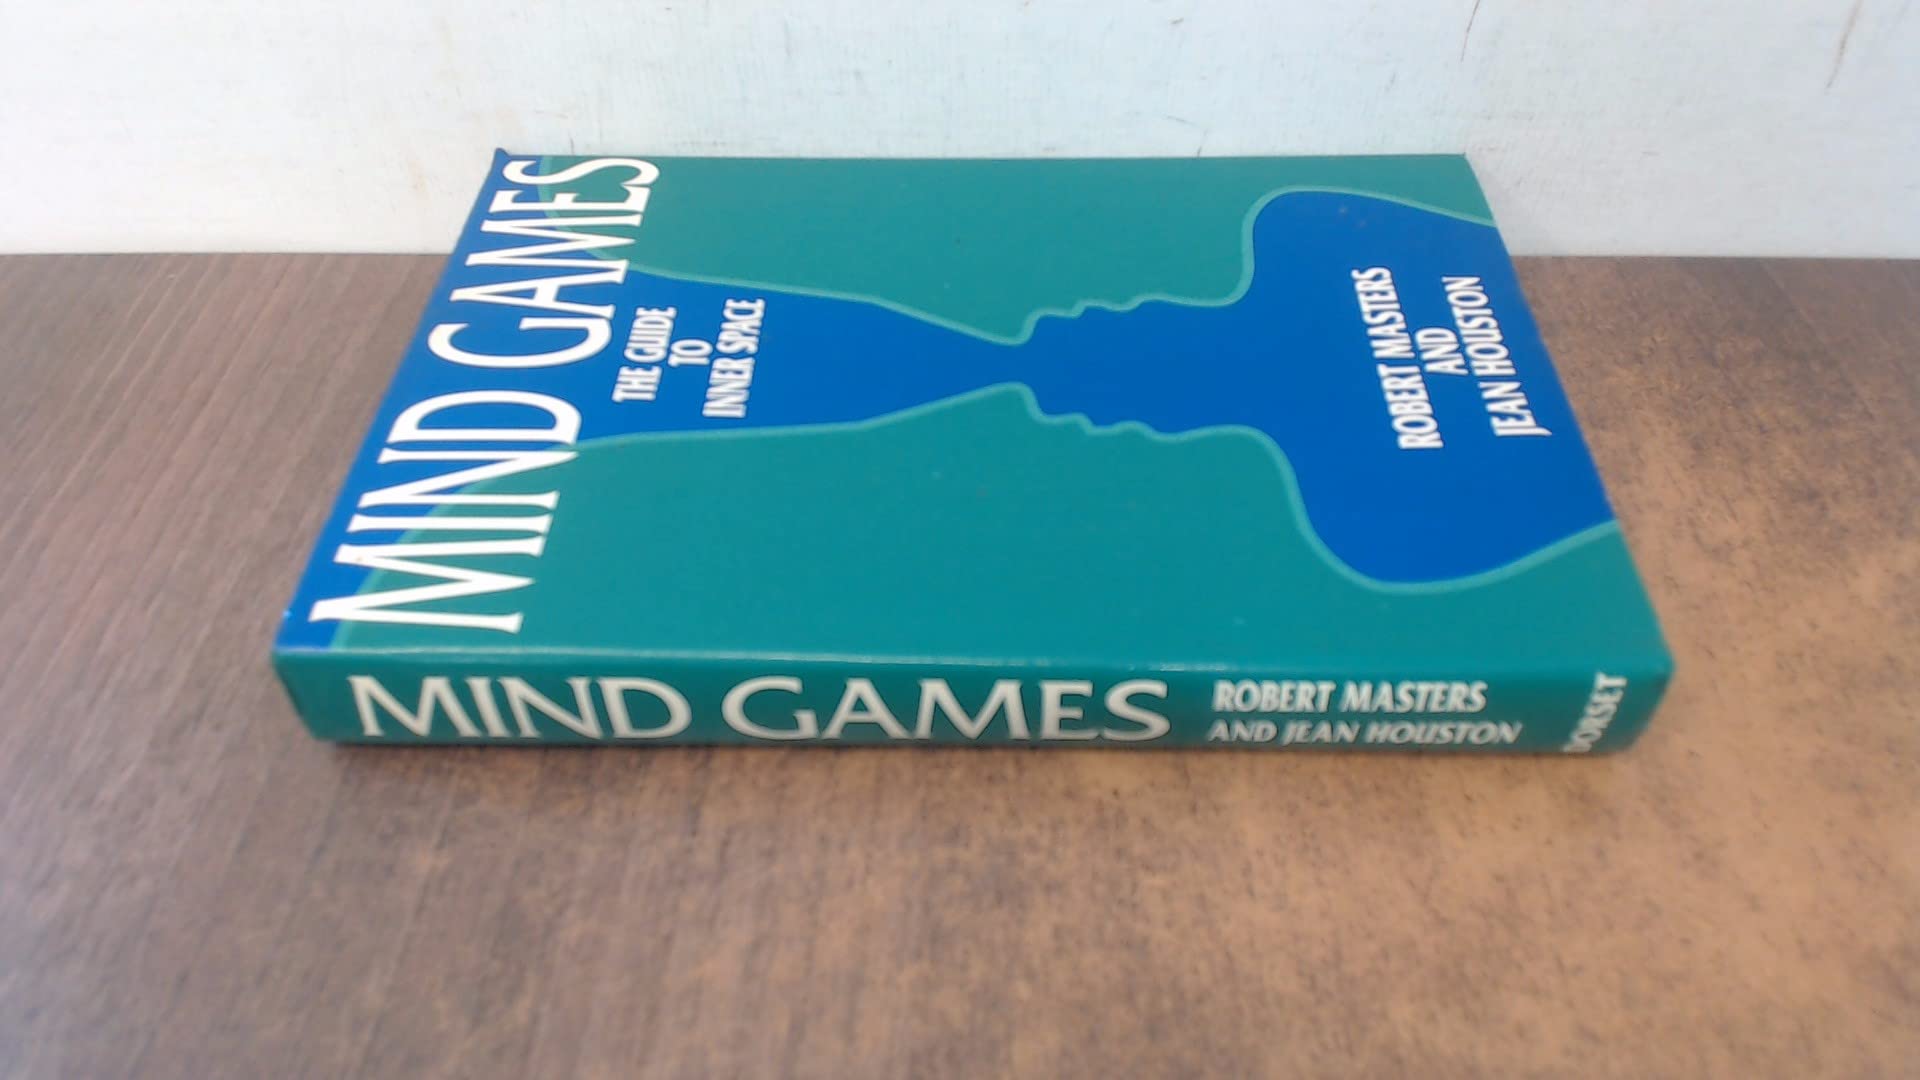 MIND GAMES
THE GUIDE
TO
INNER SPACE
ROBERT MASTERS
AND
JEAN HOUSTON
MIND GAMES
ROBERT MASTERS
AND JEAN HOUSTON
DORSET